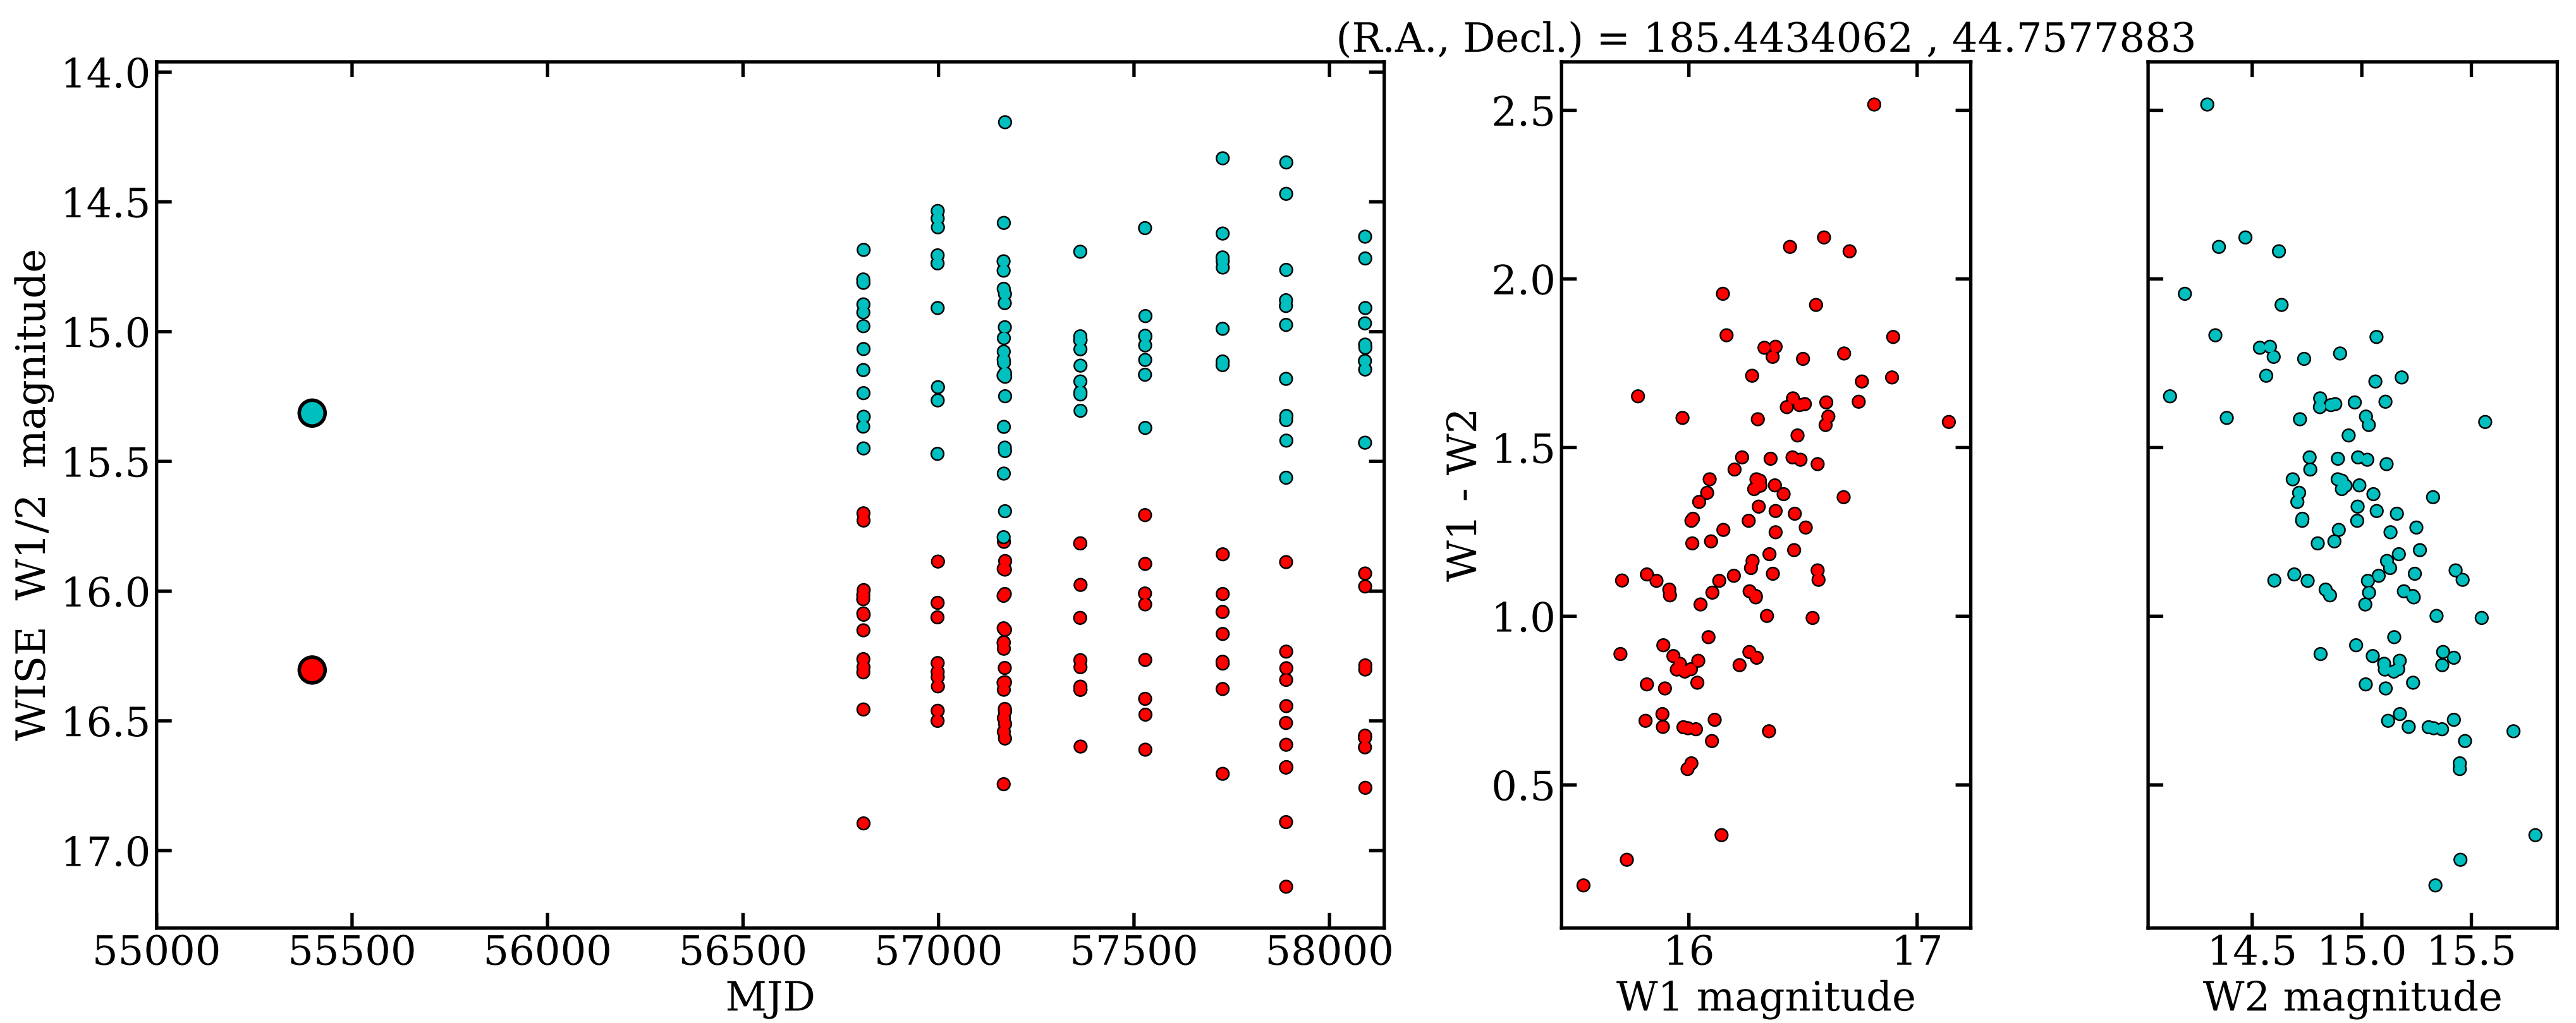 (R.A., Decl.) = 185.4434062 , 44.7577883
14.0
14.5
15.0
15.5
16.0
16.5
17.0
WISE W1/2 magnitude
55000 55500 56000 56500 57000 57500 58000
MJD
2.5
2.0
1.5
1.0
0.5
W1 - W2
16 17
W1 magnitude
14.5 15.0 15.5
W2 magnitude